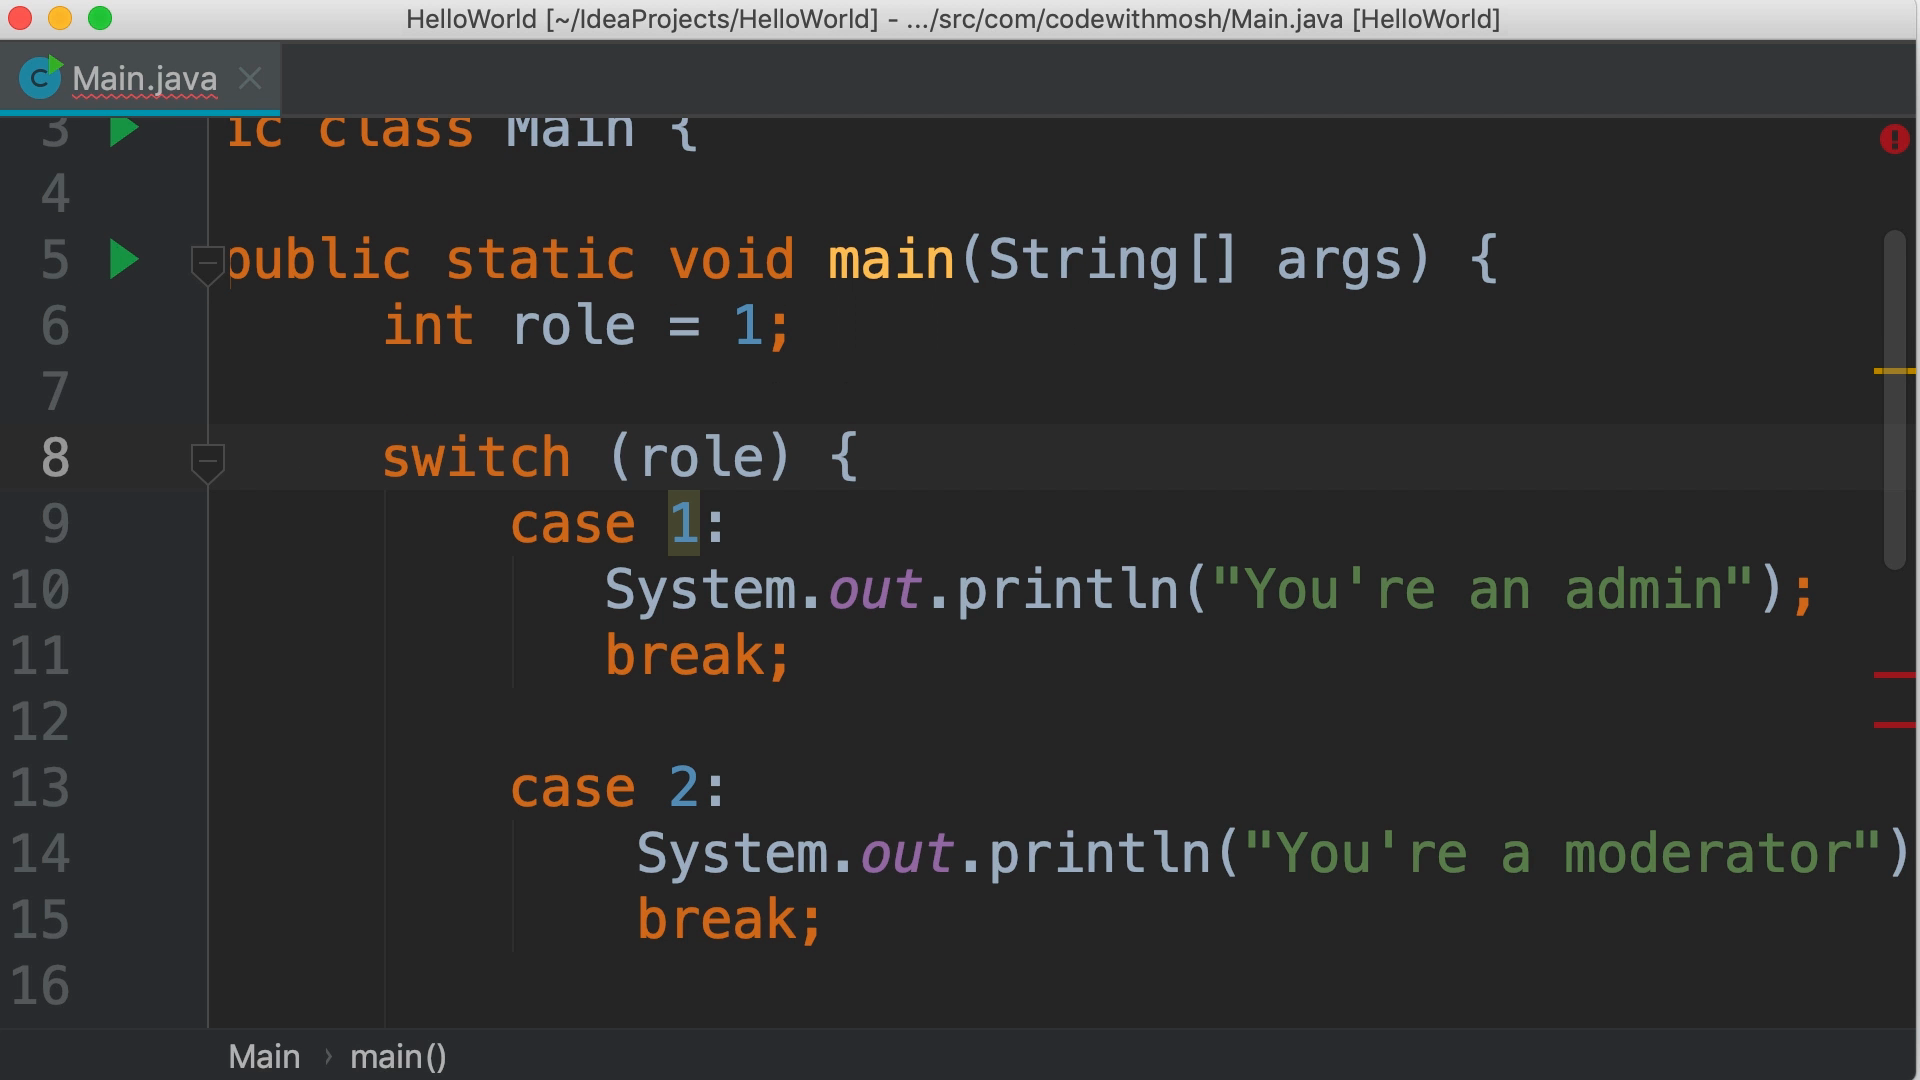 HelloWorld [~/IdeaProjects/HelloWorld] - .../src/com/codewithmosh/Main.java [HelloWorld]
Main.java
3 ic class Main {
4
5 public static void main(String[] args) {
6 int role = 1;
7
8 switch (role) {
9 case 1:
10 System.out.println("You're an admin");
11 break;
12
13 case 2:
14 System.out.println("You're a moderator")
15 break;
16
Main › main()